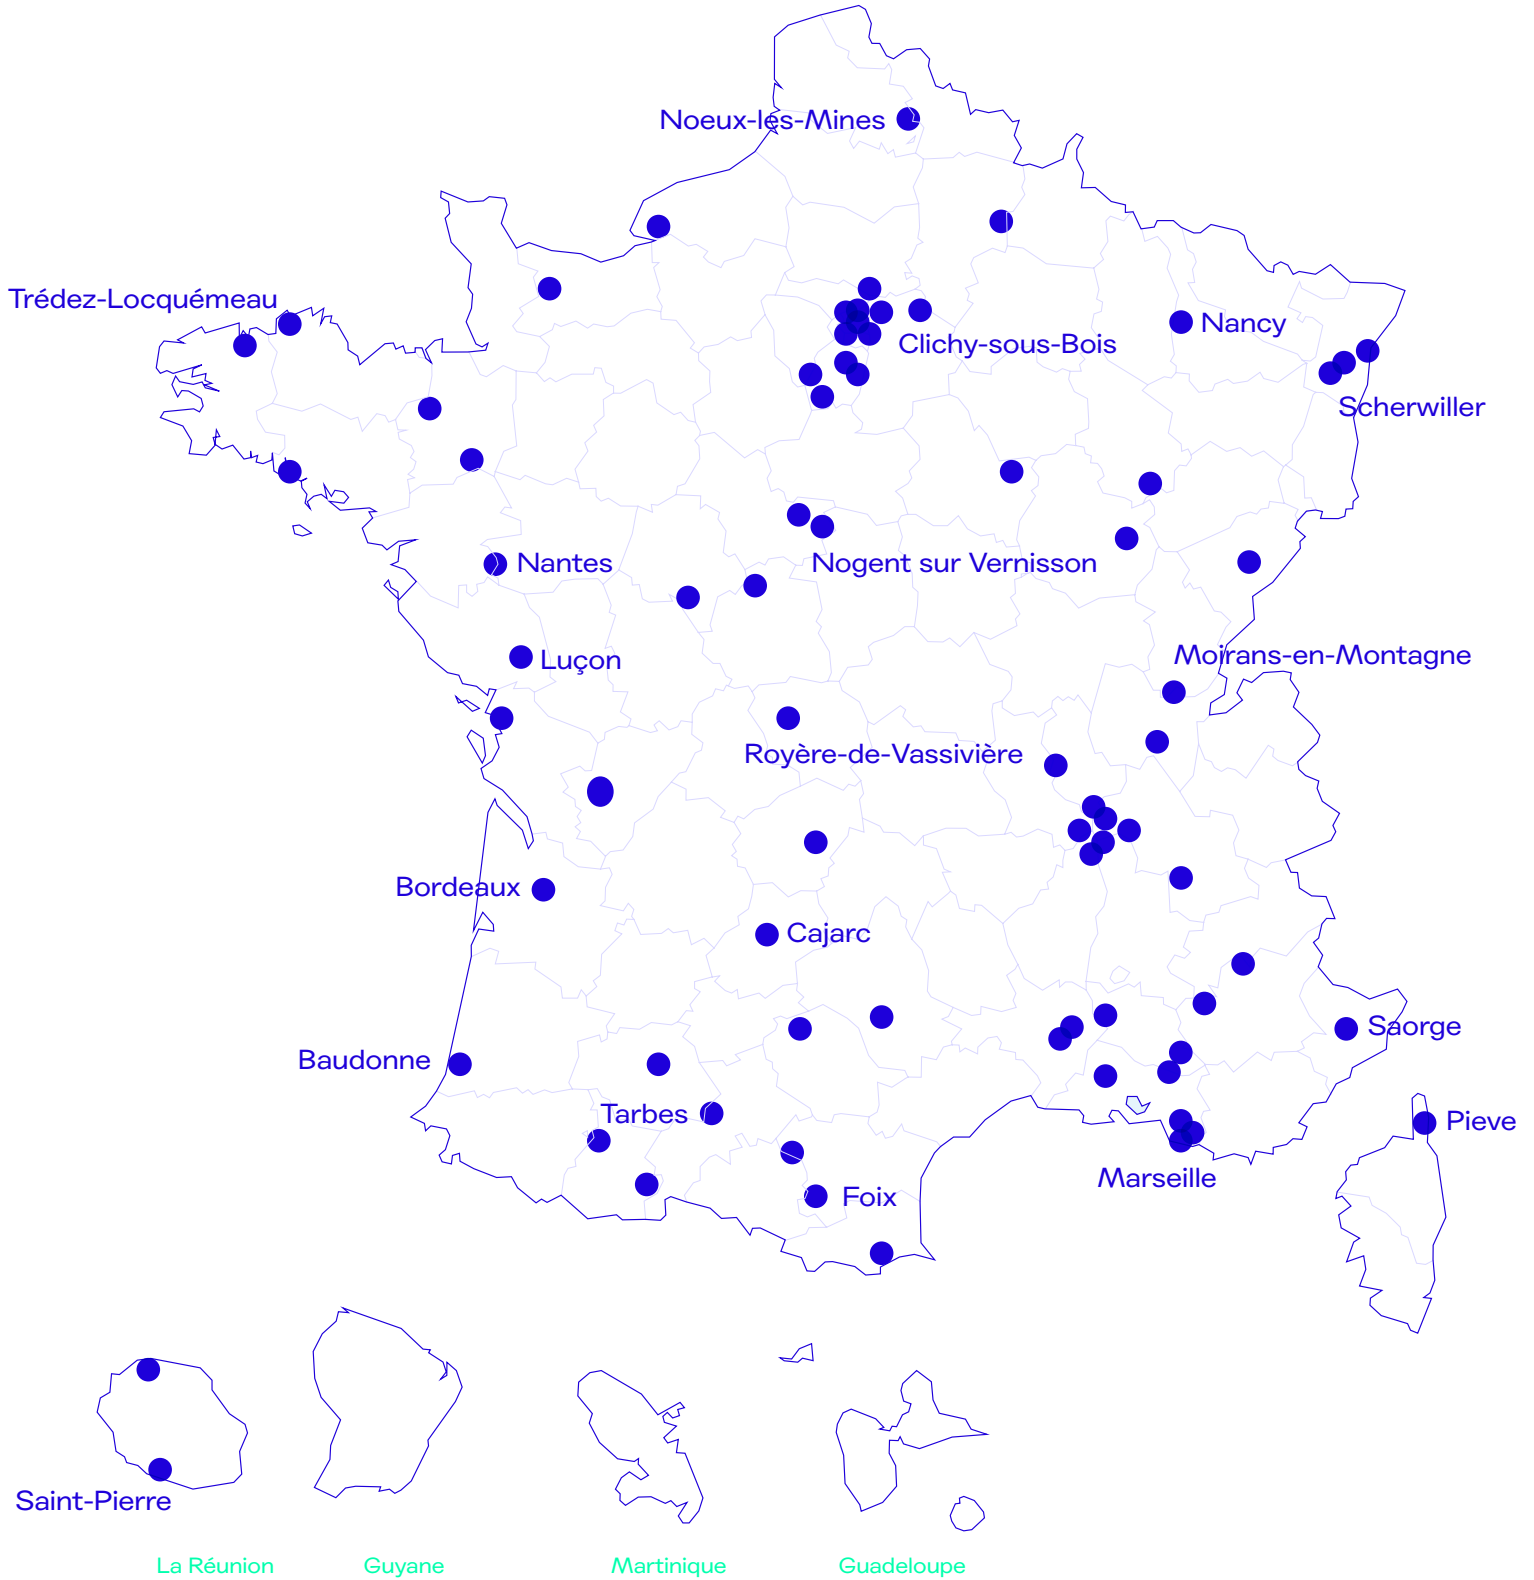 Noeux-les-Mines
Trédez-Locquémeau
Nancy
Clichy-sous-Bois
Scherwiller
Nantes
Nogent sur Vernisson
Luçon
Moirans-en-Montagne
Royère-de-Vassivière
Bordeaux
Cajarc
Saorge
Baudonne
Tarbes
Pieve
Marseille
Foix
Saint-Pierre
La Réunion
Guyane
Martinique
Guadeloupe